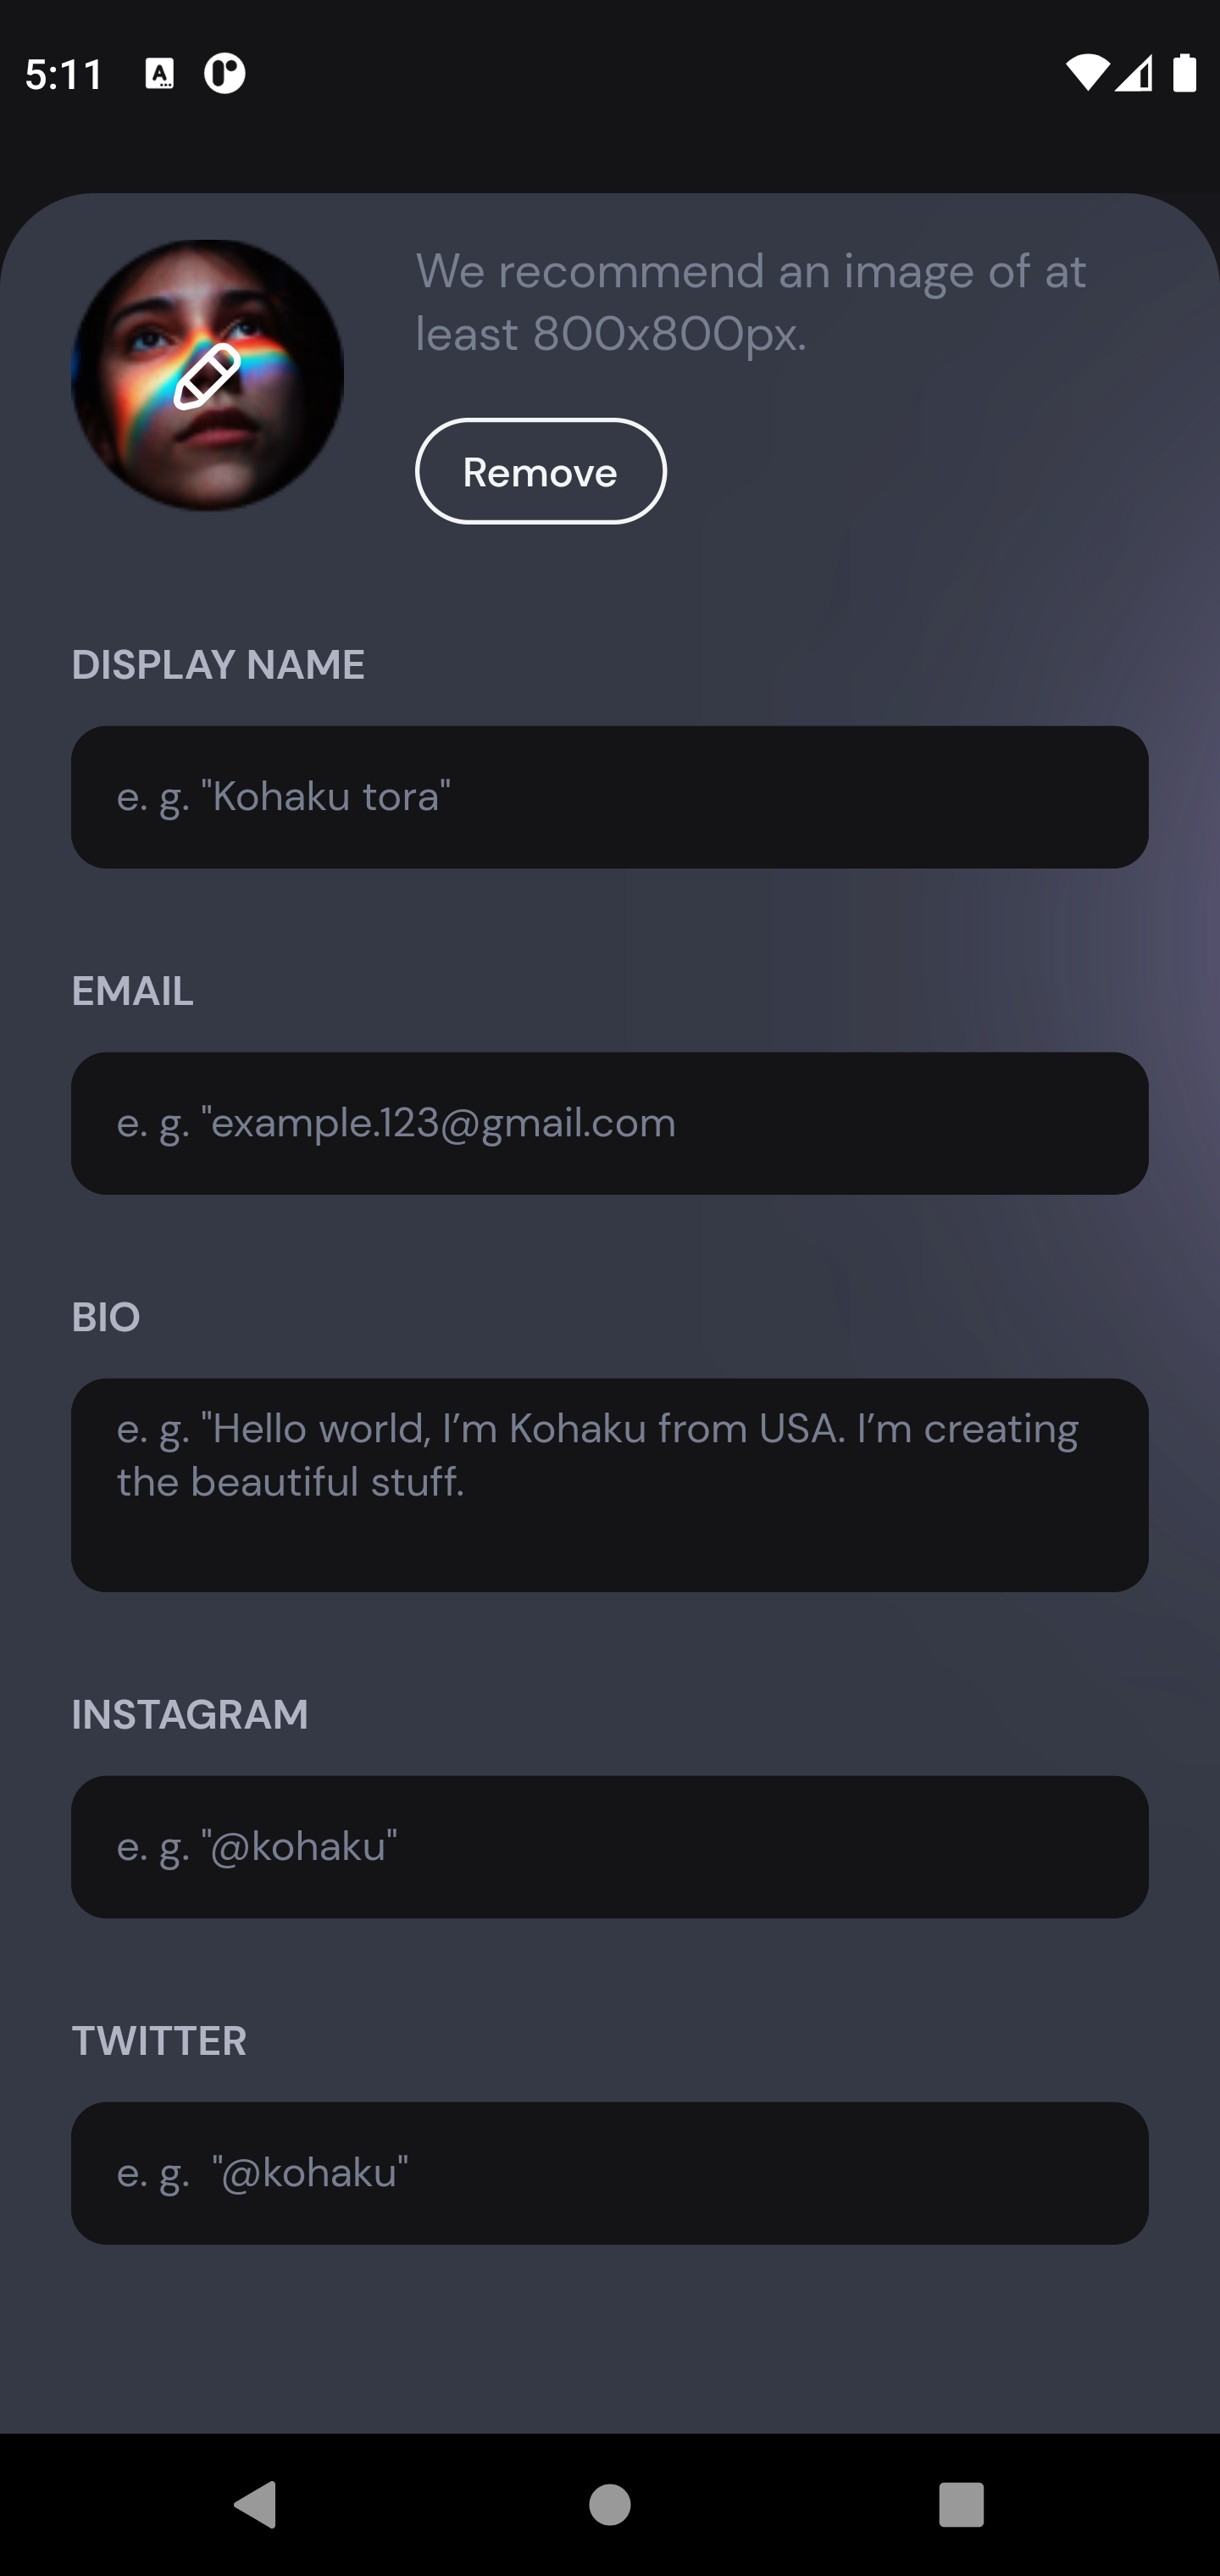 5:11
We recommend an image of at
least 800x800px.
Remove
DISPLAY NAME
e. g. "Kohaku tora"
EMAIL
e. g. "example.123@gmail.com
BIO
e. g. "Hello world, I’m Kohaku from USA. I’m creating
the beautiful stuff.
INSTAGRAM
e. g. "@kohaku"
TWITTER
e. g.  "@kohaku"